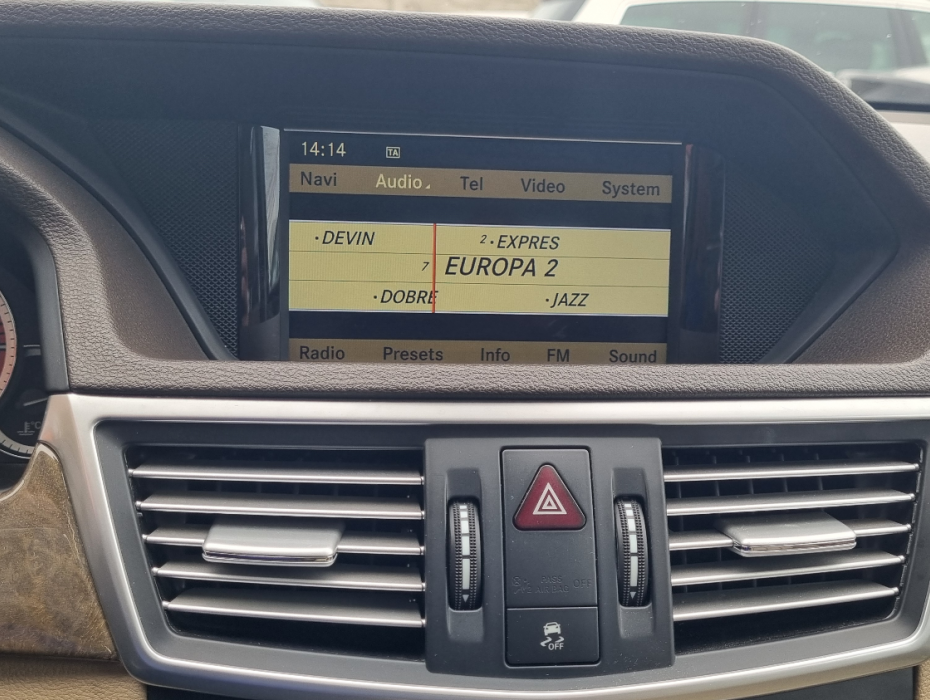 14:14 TA
Navi Audio Tel Video System
·DEVIN 2·EXPRES
7 EUROPA 2
·DOBRE ·JAZZ
Radio Presets Info FM Sound
OFF
OFF